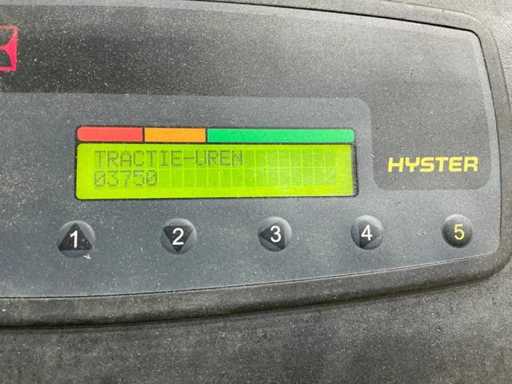 TRACTIE-UREN
03750
HYSTER
1 2 3 4 5